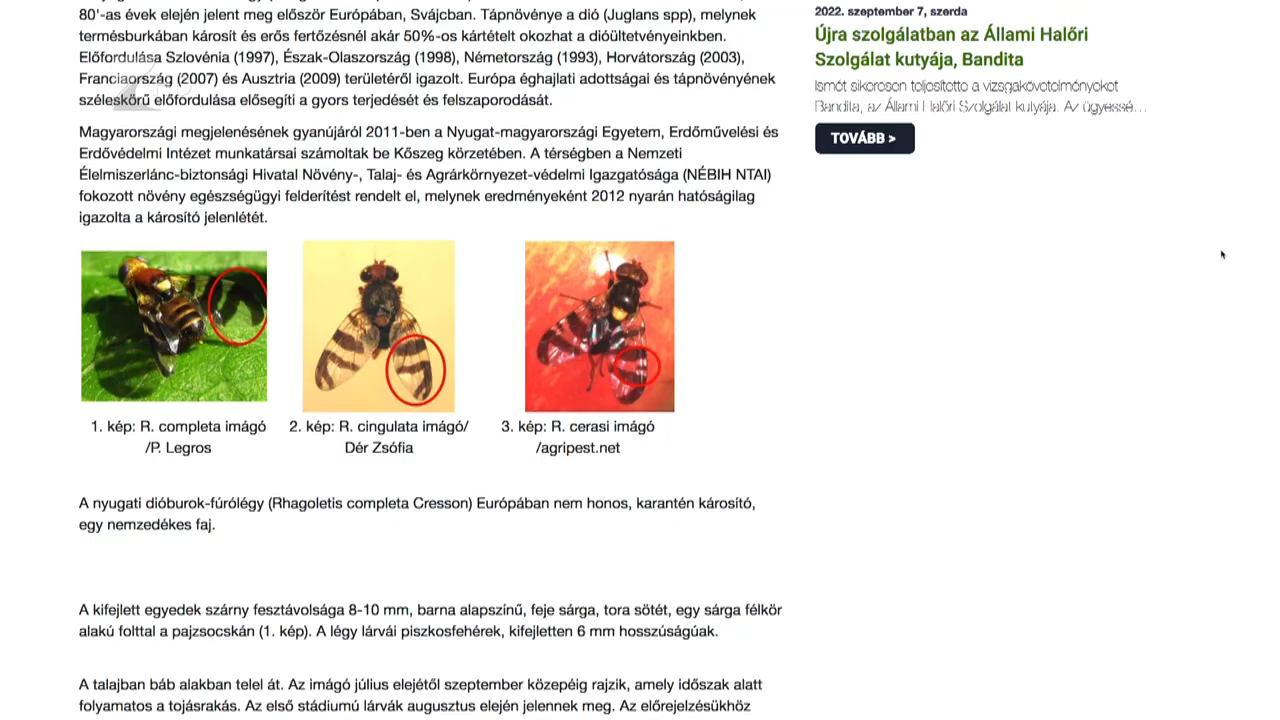 80'-as évek elején jelent meg először Európában, Svájcban. Tápnövénye a dió (Juglans spp), melynek
termésburkában károsít és erős fertőzésnél akár 50%-os kártételt okozhat a dióültetvényeinkben.
Előfordulása Szlovénia (1997), Észak-Olaszország (1998), Németország (1993), Horvátország (2003),
Franciaország (2007) és Ausztria (2009) területéről igazolt. Európa éghajlati adottságai és tápnövényének
széleskörű előfordulása elősegíti a gyors terjedését és felszaporodását.
Magyarországi megjelenésének gyanújáról 2011-ben a Nyugat-magyarországi Egyetem, Erdőművelési és
Erdővédelmi Intézet munkatársai számoltak be Kőszeg körzetében. A térségben a Nemzeti
Élelmiszerlánc-biztonsági Hivatal Növény-, Talaj- és Agrárkörnyezet-védelmi Igazgatósága (NÉBIH NTAI)
fokozott növény egészségügyi felderítést rendelt el, melynek eredményeként 2012 nyarán hatóságilag
igazolta a károsító jelenlétét.
1. kép: R. completa imágó
/P. Legros
2. kép: R. cingulata imágó/
Dér Zsófia
3. kép: R. cerasi imágó
/agripest.net
A nyugati dióburok-fúrólégy (Rhagoletis completa Cresson) Európában nem honos, karantén károsító,
egy nemzedékes faj.
A kifejlett egyedek szárny fesztávolsága 8-10 mm, barna alapszínű, feje sárga, tora sötét, egy sárga félkör
alakú folttal a pajzsocskán (1. kép). A légy lárvái piszkosfehérek, kifejletten 6 mm hosszúságúak.
A talajban báb alakban telel át. Az imágó július elejétől szeptember közepéig rajzik, amely időszak alatt
folyamatos a tojásrakás. Az első stádiumú lárvák augusztus elején jelennek meg. Az előrejelzésükhöz
2022. szeptember 7, szerda
Újra szolgálatban az Állami Halőri
Szolgálat kutyája, Bandita
Ismét sikeresen teljesítette a vizsgakövetelményeket
Bandita, az Állami Halőri Szolgálat kutyája. Az ügyessé...
TOVÁBB >